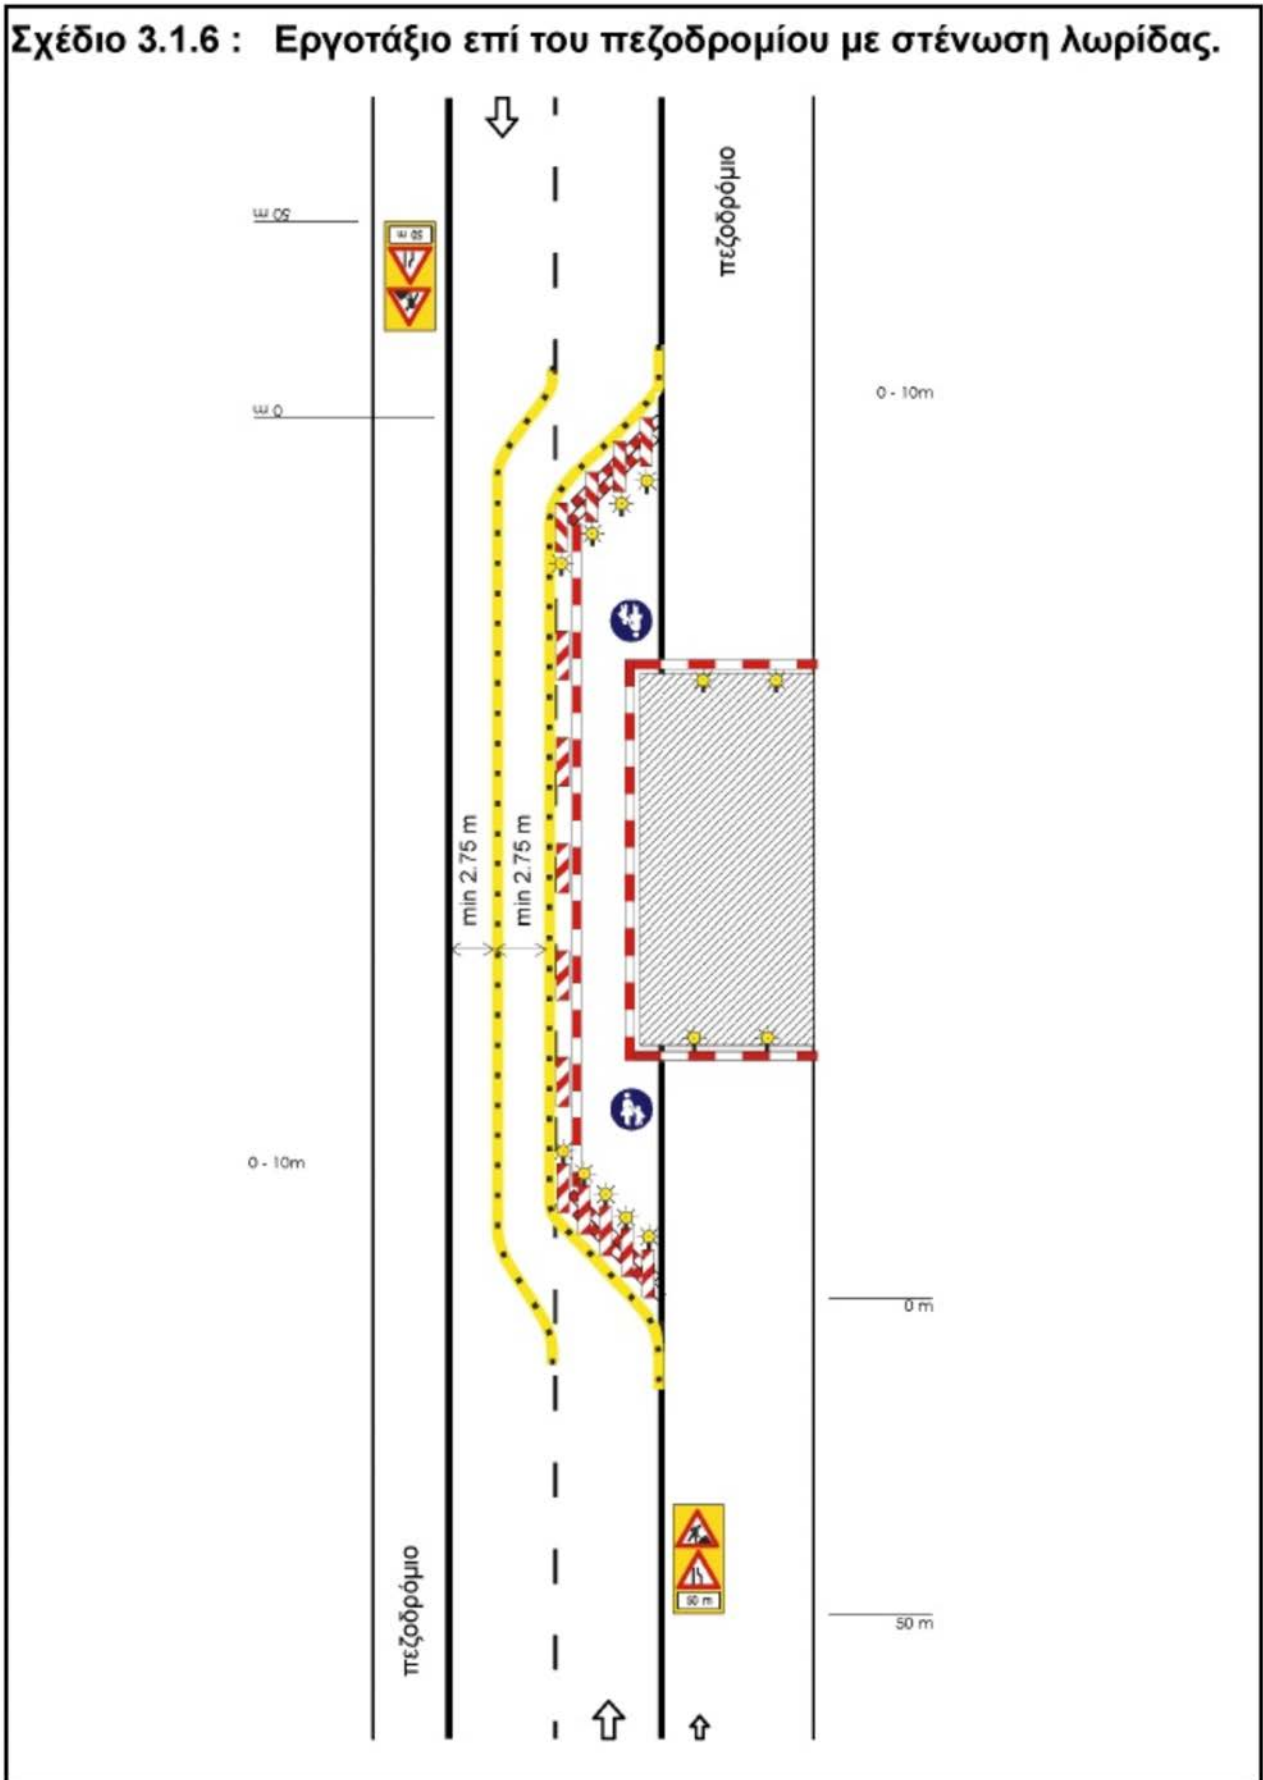 Σχέδιο 3.1.6 : Εργοτάξιο επί του πεζοδρομίου με στένωση λωρίδας.
πεζοδρόμιο
50 m
50 m
0 m
0 - 10m
min 2.75 m
min 2.75 m
0 - 10m
0 m
50 m
50 m
πεζοδρόμιο